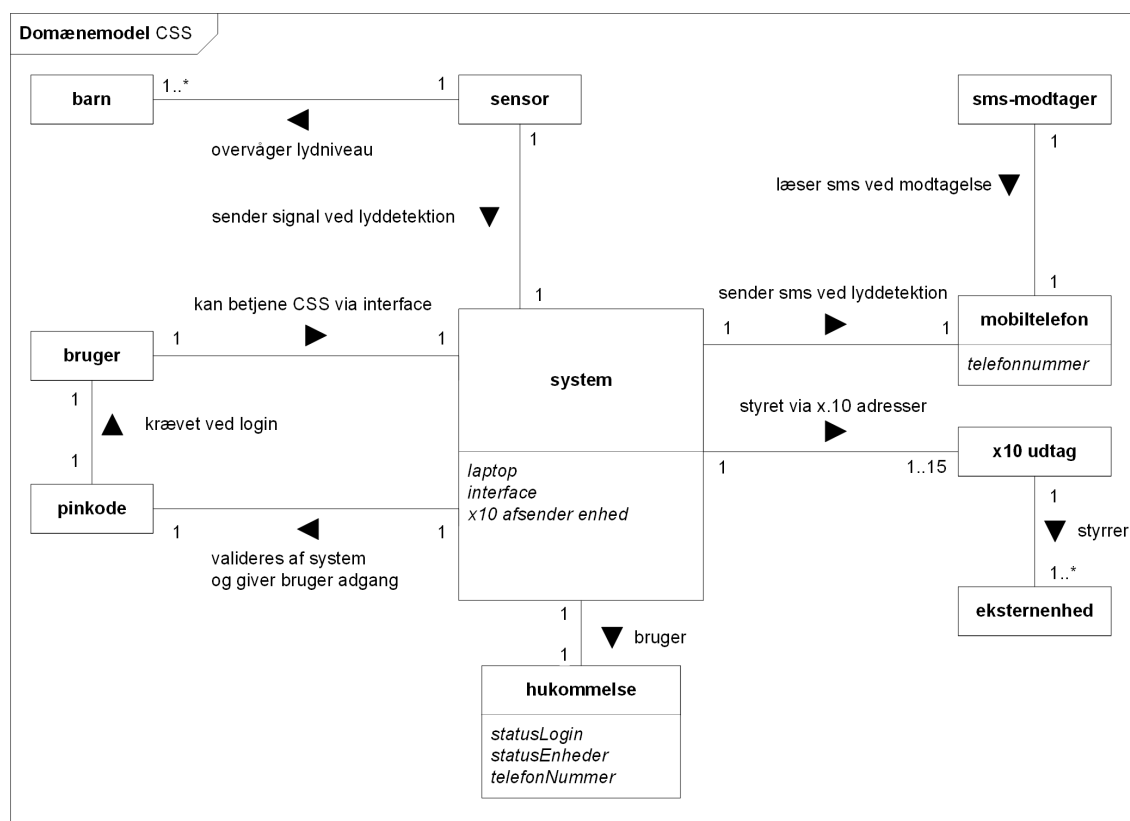 Domænemodel CSS
barn
1..*
1
sensor
sms-modtager
overvåger lydniveau
1
1
læser sms ved modtagelse
sender signal ved lyddetektion
1
1
sender sms ved lyddetektion
kan betjene CSS via interface
1
1
mobiltelefon
telefonnummer
bruger
1
1
system
laptop
interface
x10 afsender enhed
styret via x.10 adresser
1
krævet ved login
1
1
1..15
x10 udtag
pinkode
1
1
1
styrrer
valideres af system
og giver bruger adgang
1..*
eksternenhed
1
bruger
1
hukommelse
statusLogin
statusEnheder
telefonNummer